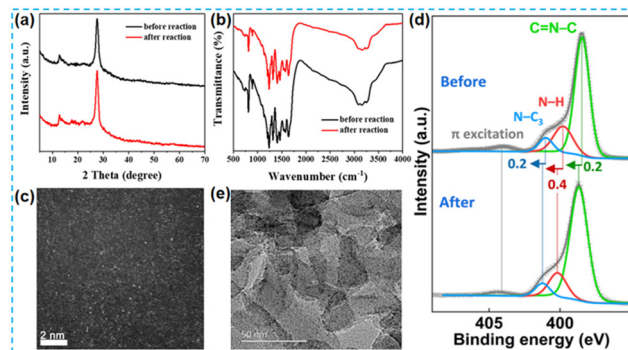 (a)
before reaction
after reaction
Intensity (a.u.)
0 10 20 30 40 50 60 70
2 Theta (degree)
(b)
Transmittance (%)
before reaction
after reaction
500 1000 1500 2000 2500 3000 3500 4000
Wavenumber (cm⁻¹)
(c)
2 nm
(e)
50 nm
(d)
C=N–C
Before
N–H
N–C₃
π excitation
0.2
0.2
0.4
After
Intensity (a.u.)
405 400
Binding energy (eV)